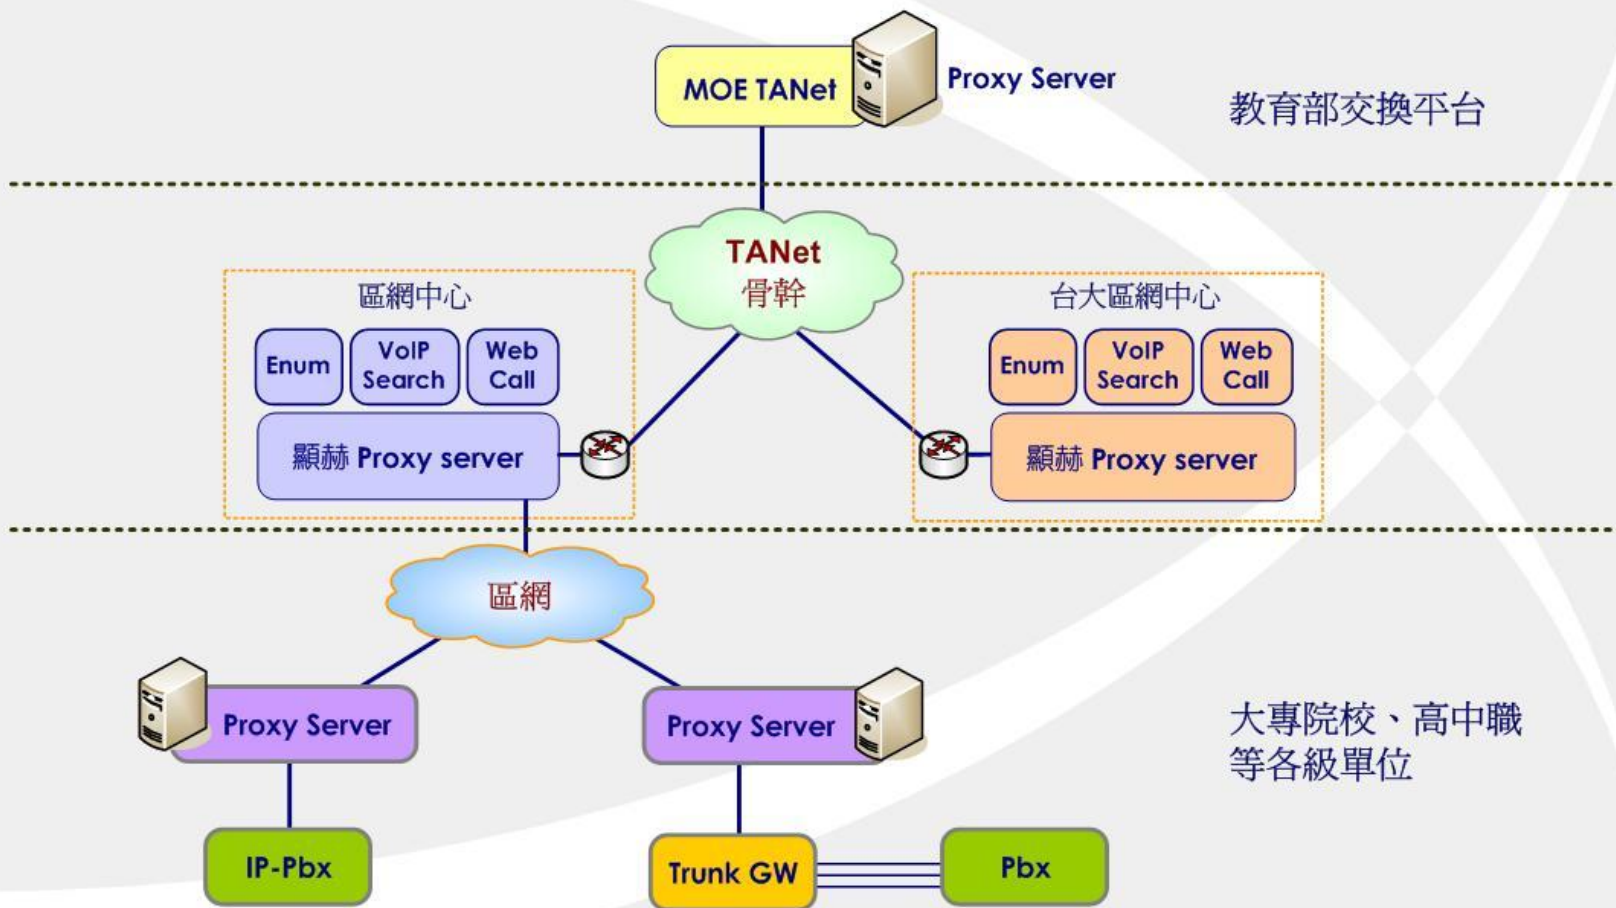 MOE TANet
Proxy Server
教育部交換平台
TANet
骨幹
區網中心
Enum
VoIP
Search
Web
Call
顯赫 Proxy server
台大區網中心
Enum
VoIP
Search
Web
Call
顯赫 Proxy server
區網
Proxy Server
Proxy Server
大專院校、高中職
等各級單位
IP-Pbx
Trunk GW
Pbx